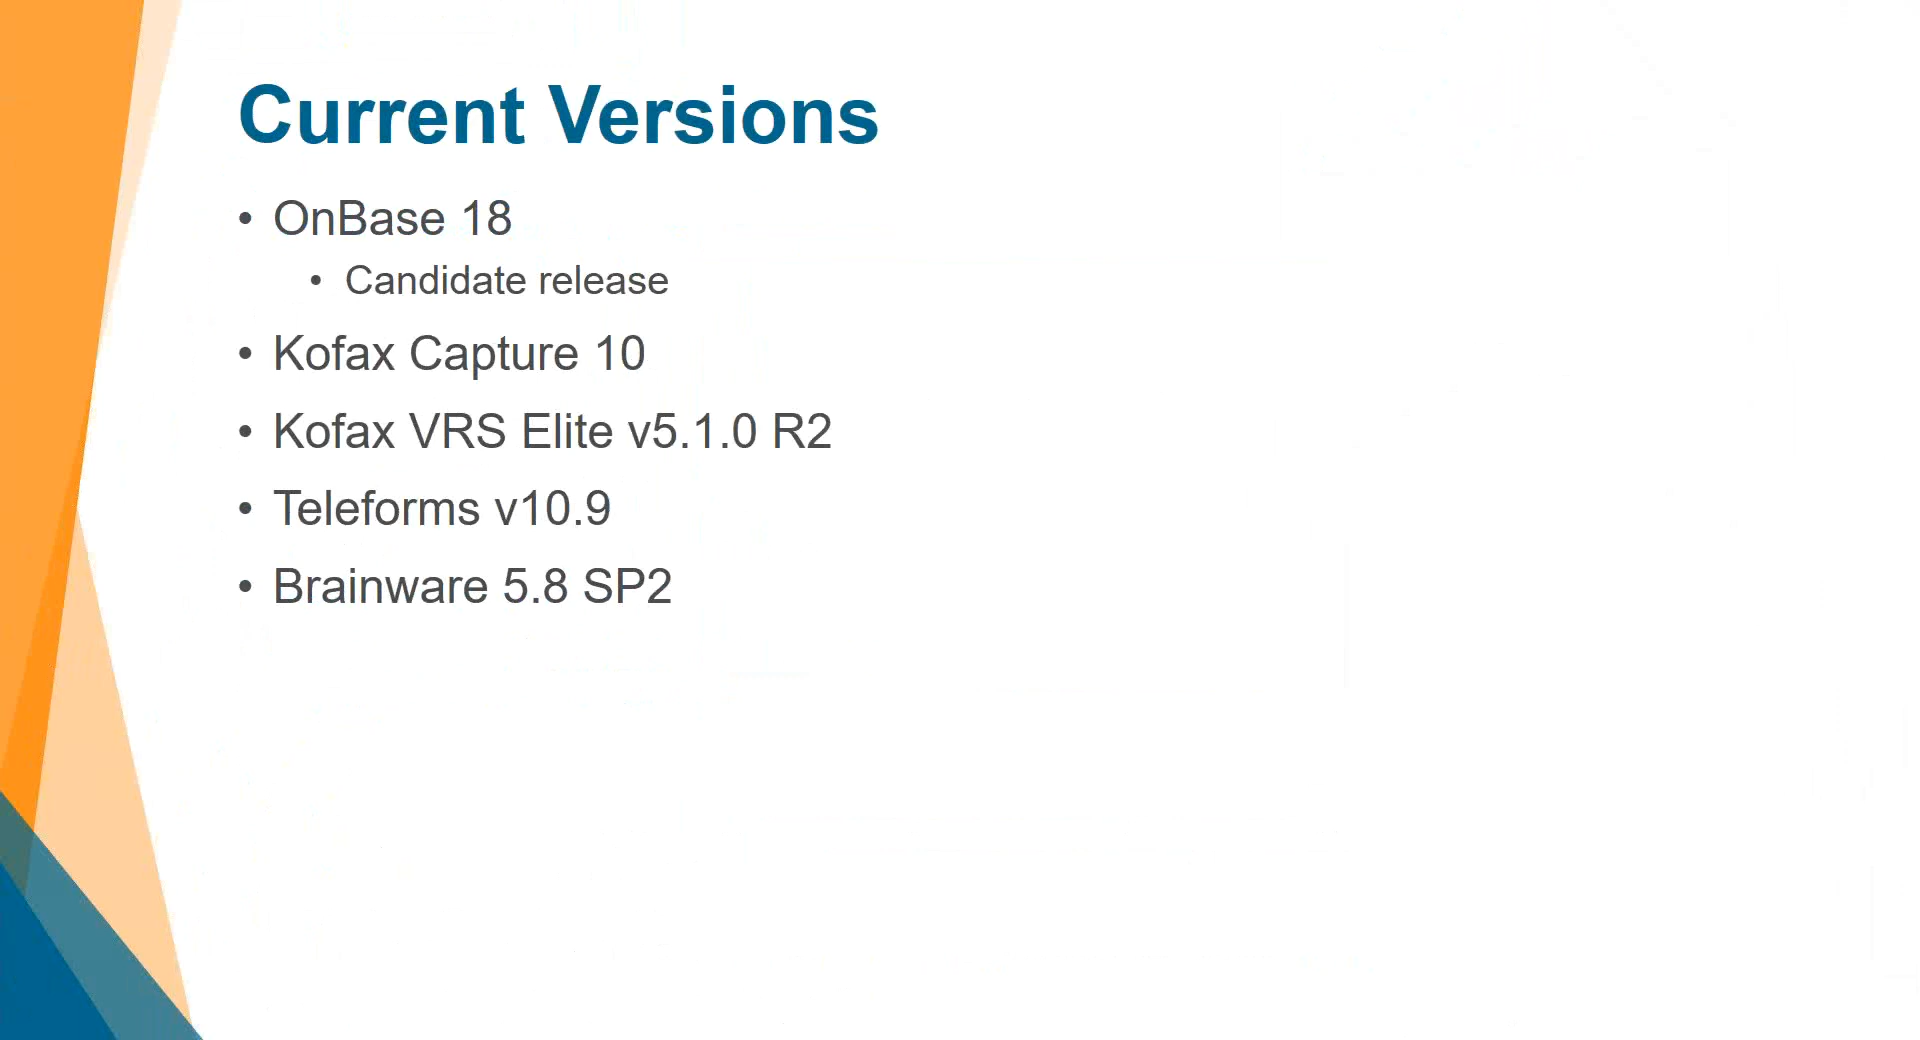 Current Versions
• OnBase 18
• Candidate release
• Kofax Capture 10
• Kofax VRS Elite v5.1.0 R2
• Teleforms v10.9
• Brainware 5.8 SP2